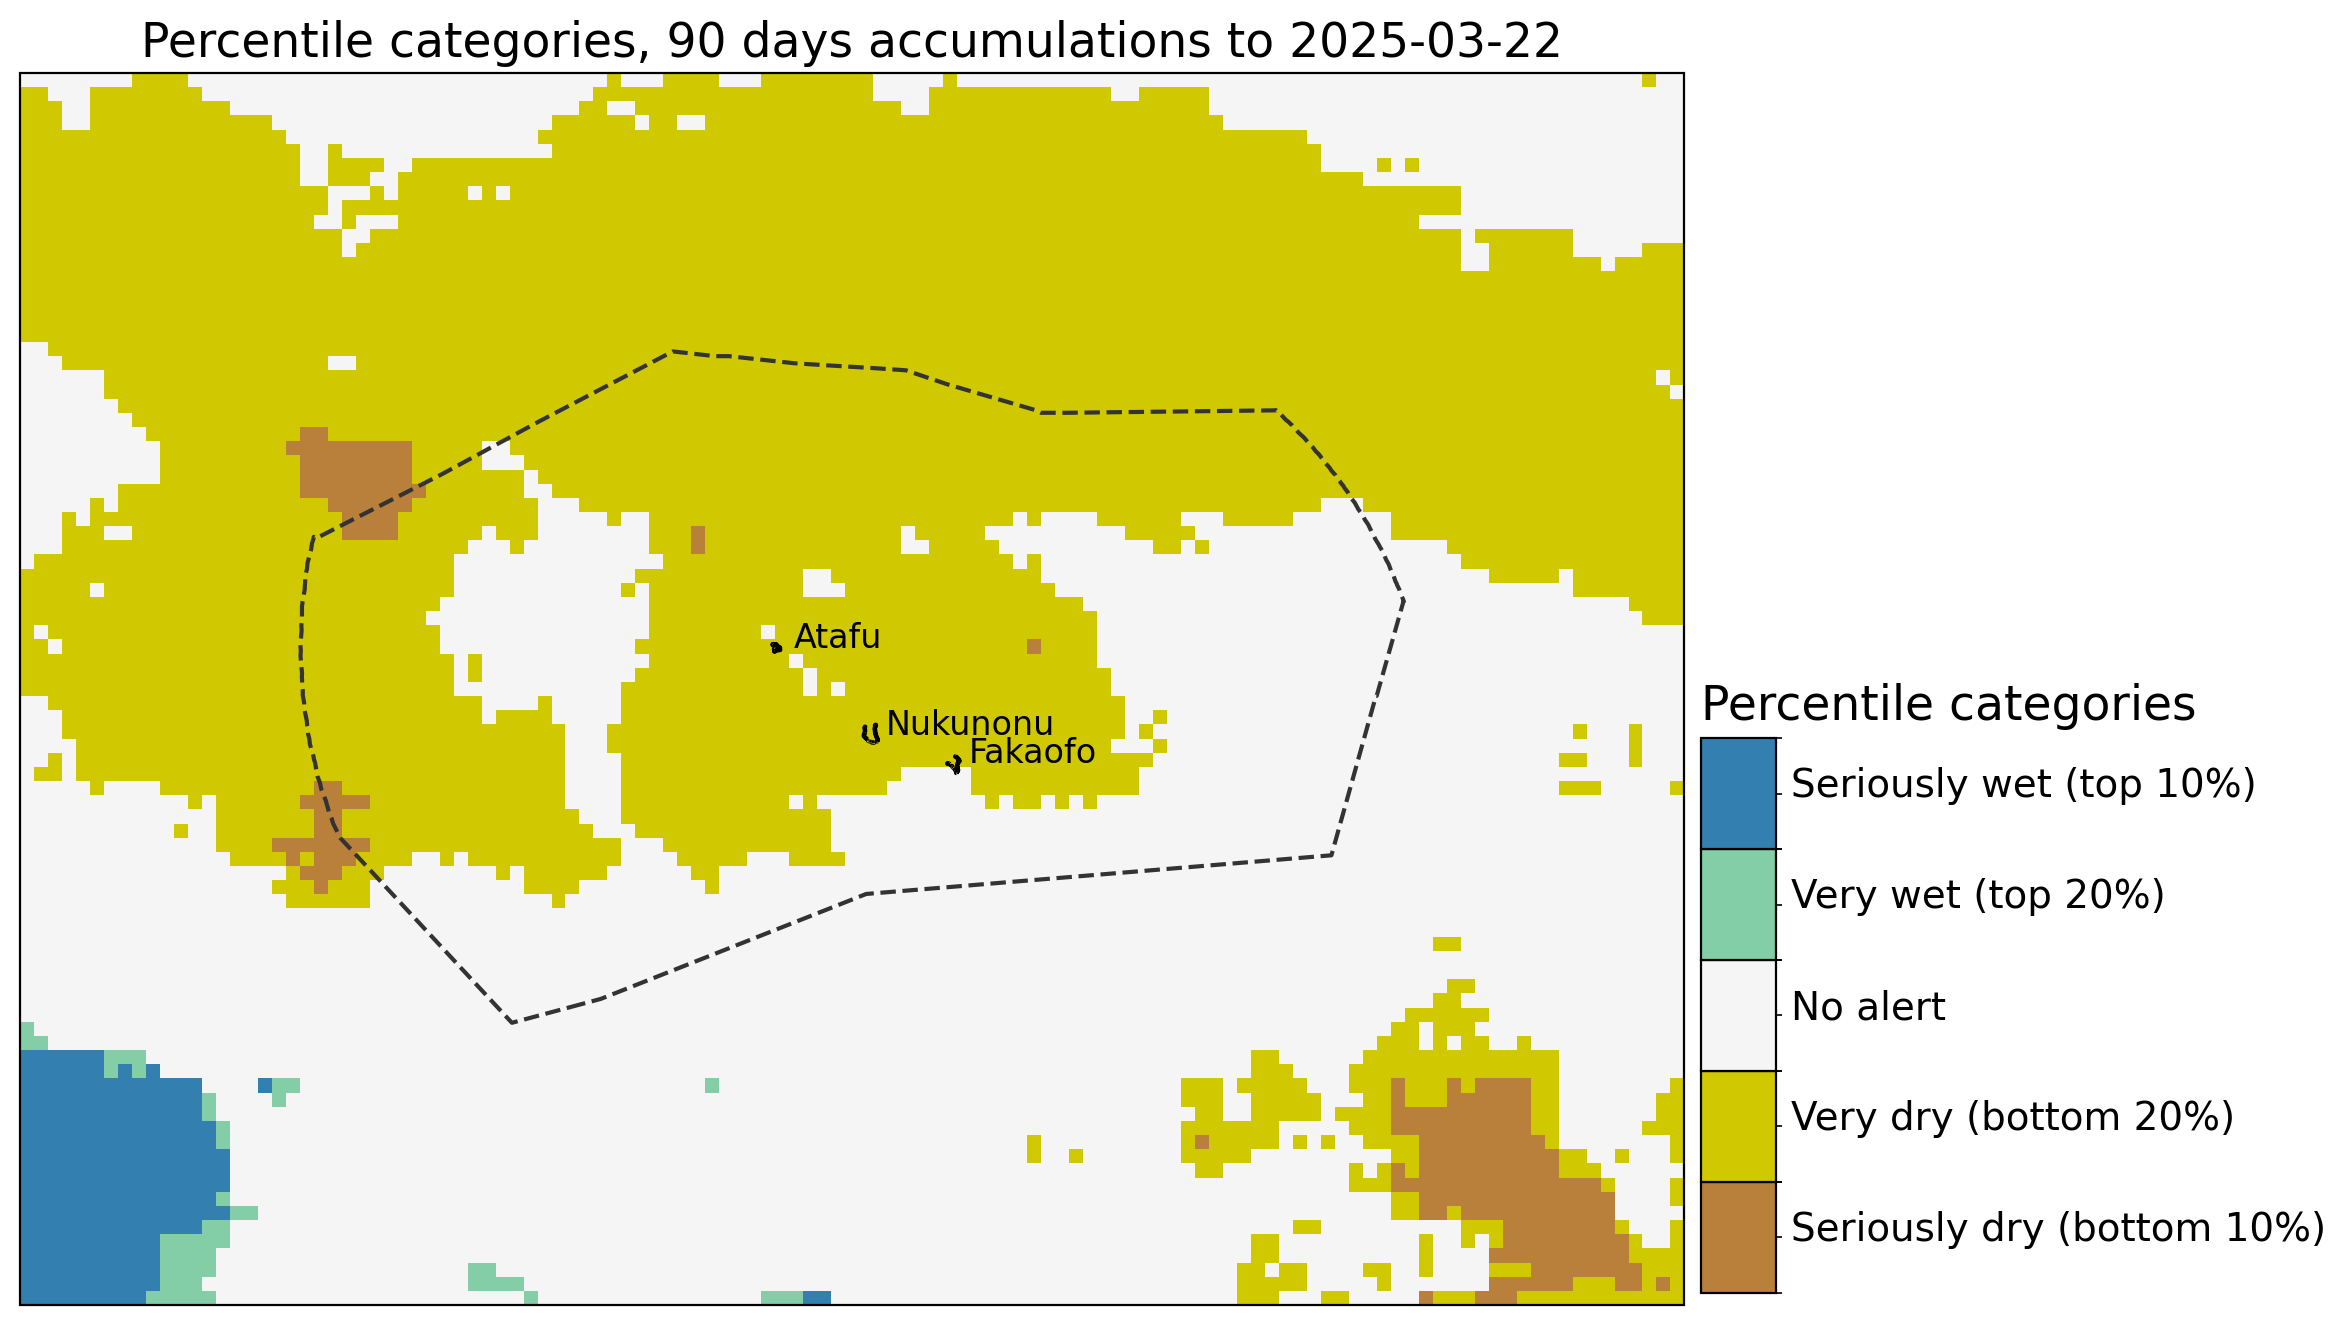 Percentile categories, 90 days accumulations to 2025-03-22
Atafu
Nukunonu
Fakaofo
Percentile categories
Seriously wet (top 10%)
Very wet (top 20%)
No alert
Very dry (bottom 20%)
Seriously dry (bottom 10%)